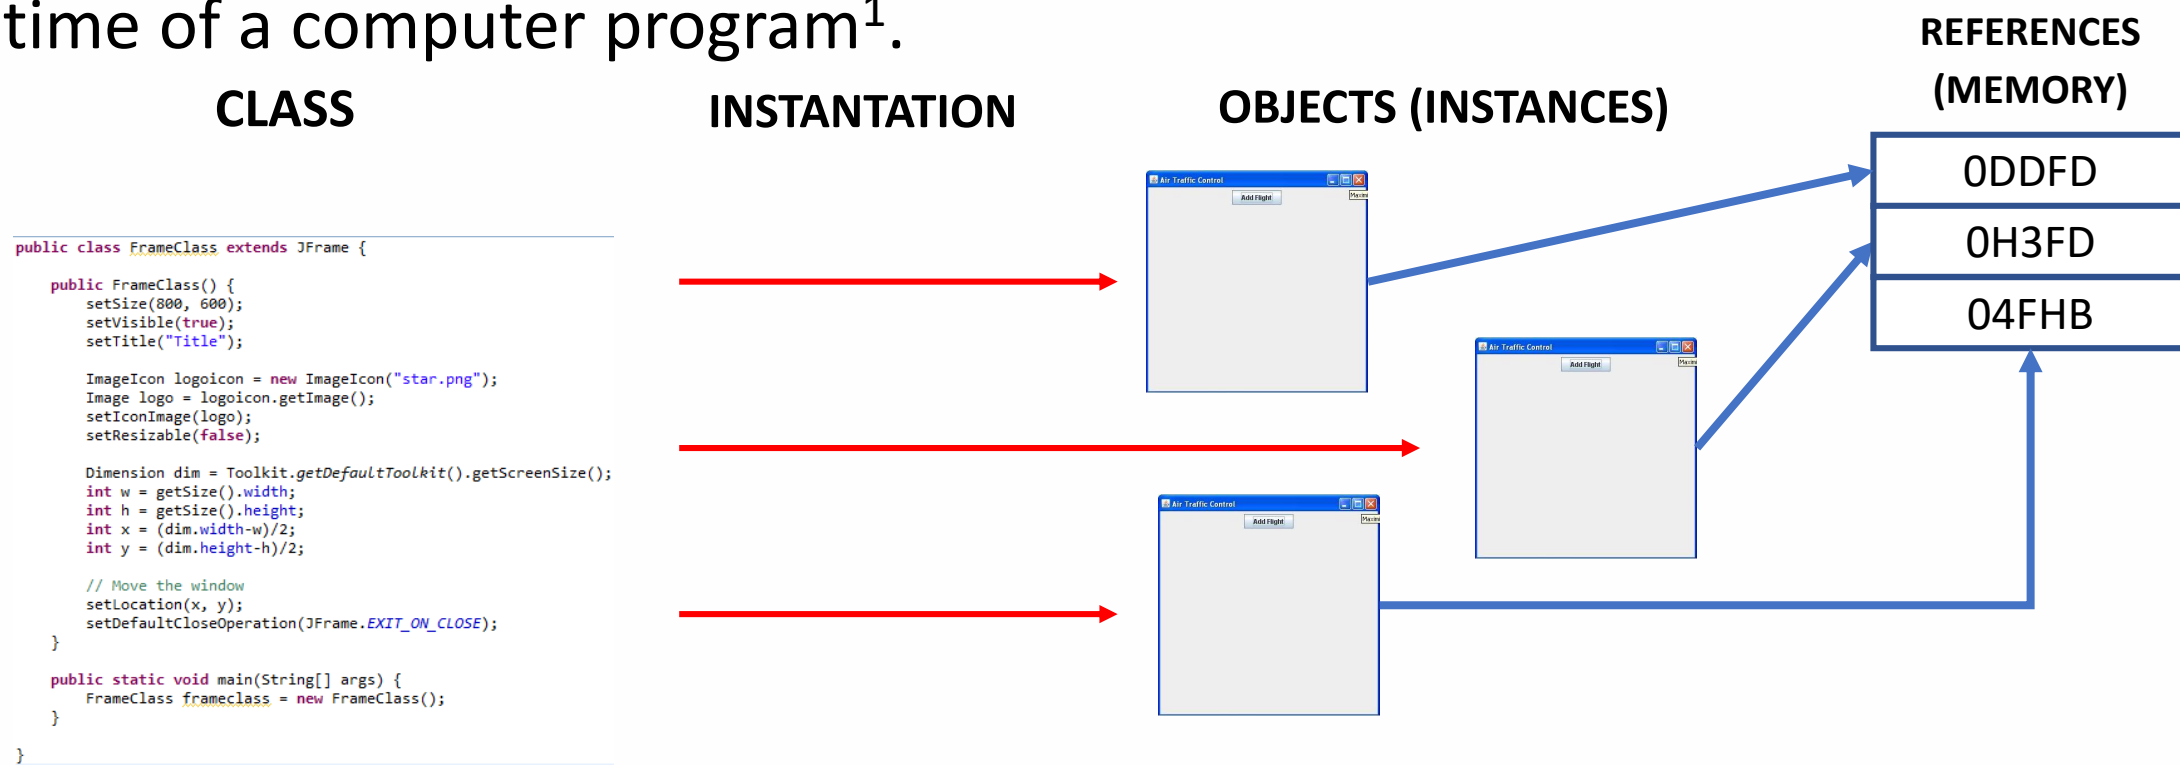 time of a computer program¹.
CLASS
INSTANTATION
OBJECTS (INSTANCES)
REFERENCES
(MEMORY)
public class FrameClass extends JFrame {
public FrameClass() {
setSize(800, 600);
setVisible(true);
setTitle("Title");
ImageIcon logoicon = new ImageIcon("star.png");
Image logo = logoicon.getImage();
setIconImage(logo);
setResizable(false);
Dimension dim = Toolkit.getDefaultToolkit().getScreenSize();
int w = getSize().width;
int h = getSize().height;
int x = (dim.width-w)/2;
int y = (dim.height-h)/2;
// Move the window
setLocation(x, y);
setDefaultCloseOperation(JFrame.EXIT_ON_CLOSE);
}
public static void main(String[] args) {
FrameClass frameclass = new FrameClass();
}
}
Air Traffic Control
Add Flight
Maxim
Air Traffic Control
Add Flight
Maxim
Air Traffic Control
Add Flight
Maxim
0DDFD
0H3FD
04FHB